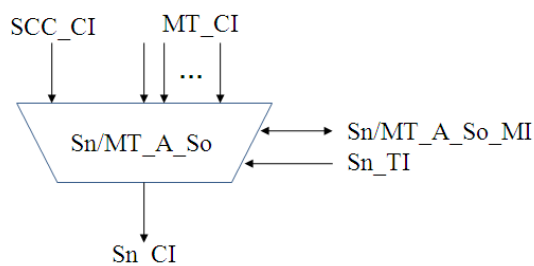 SCC_CI MT_CI
...
Sn/MT_A_So
Sn/MT_A_So_MI
Sn_TI
Sn_CI